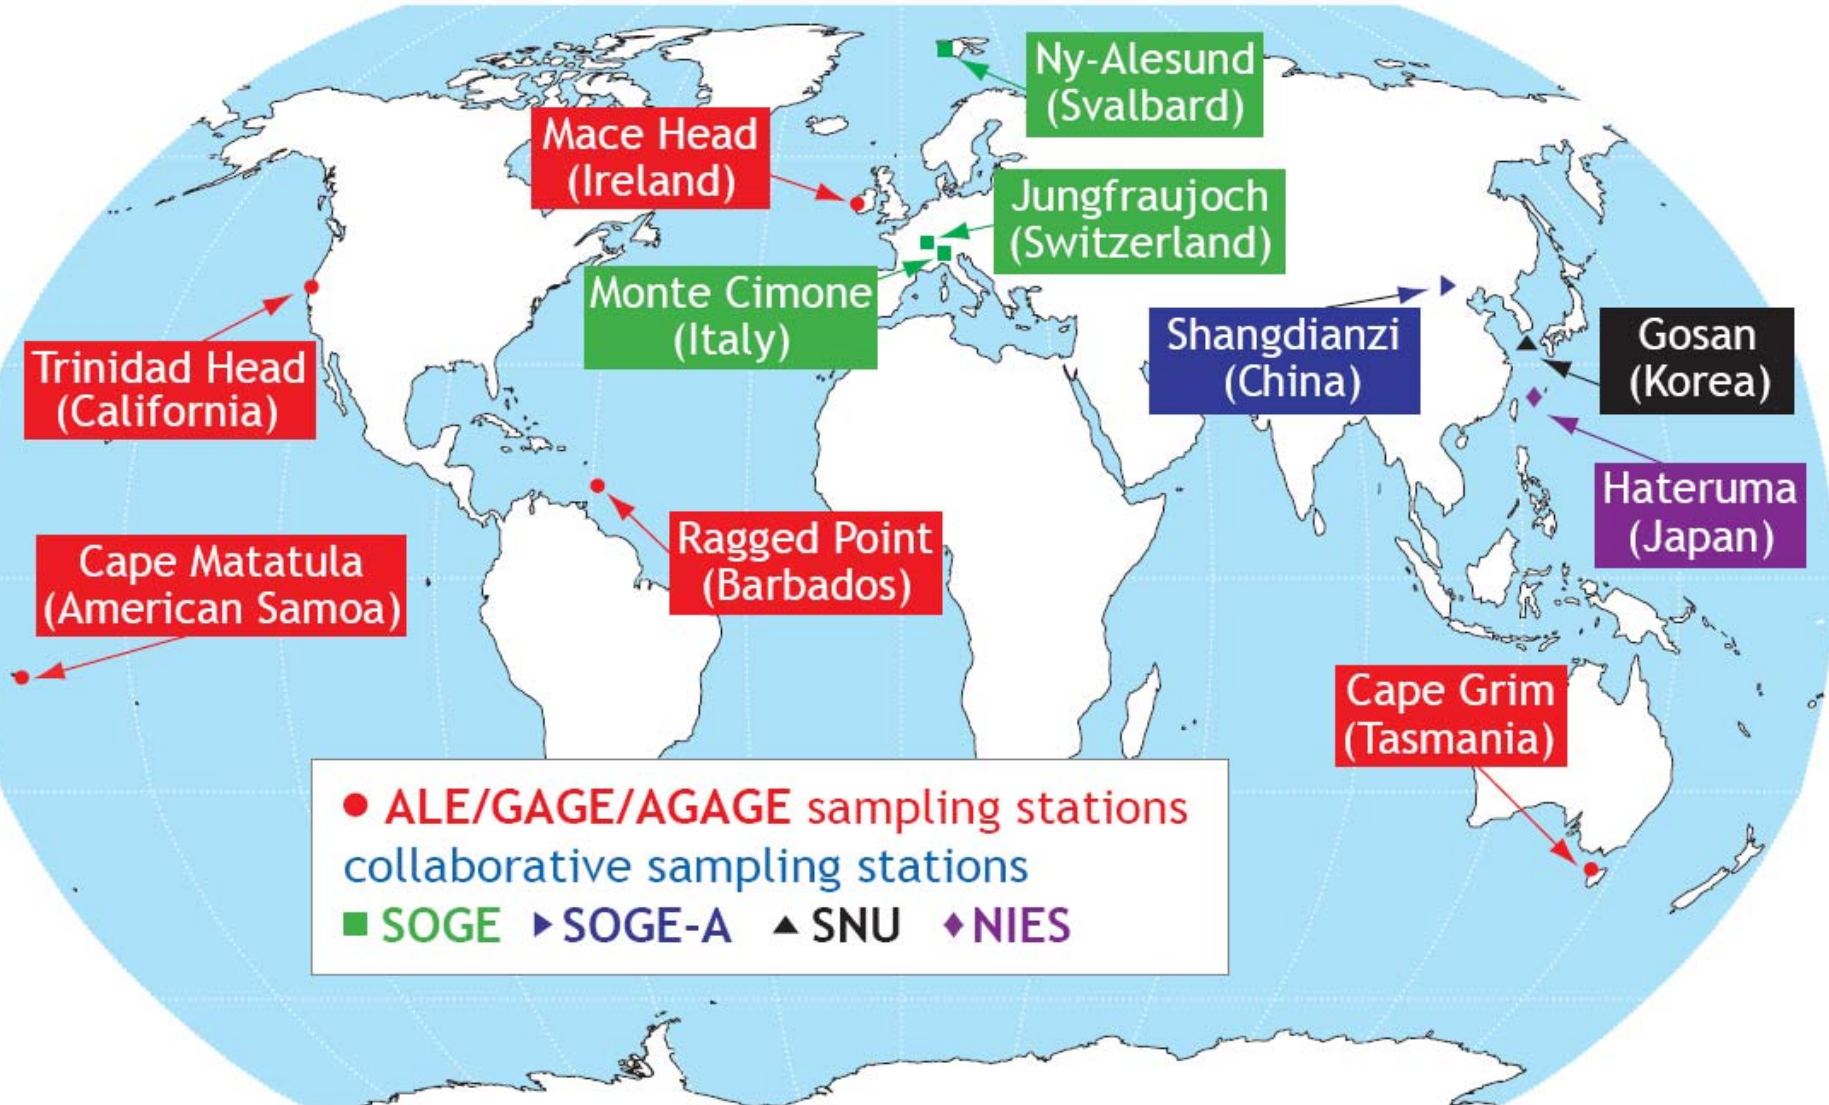 Ny-Alesund
(Svalbard)
Mace Head
(Ireland)
Jungfraujoch
(Switzerland)
Monte Cimone
(Italy)
Trinidad Head
(California)
Shangdianzi
(China)
Gosan
(Korea)
Hateruma
(Japan)
Ragged Point
(Barbados)
Cape Matatula
(American Samoa)
Cape Grim
(Tasmania)
ALE/GAGE/AGAGE sampling stations
collaborative sampling stations
SOGE SOGE-A SNU NIES